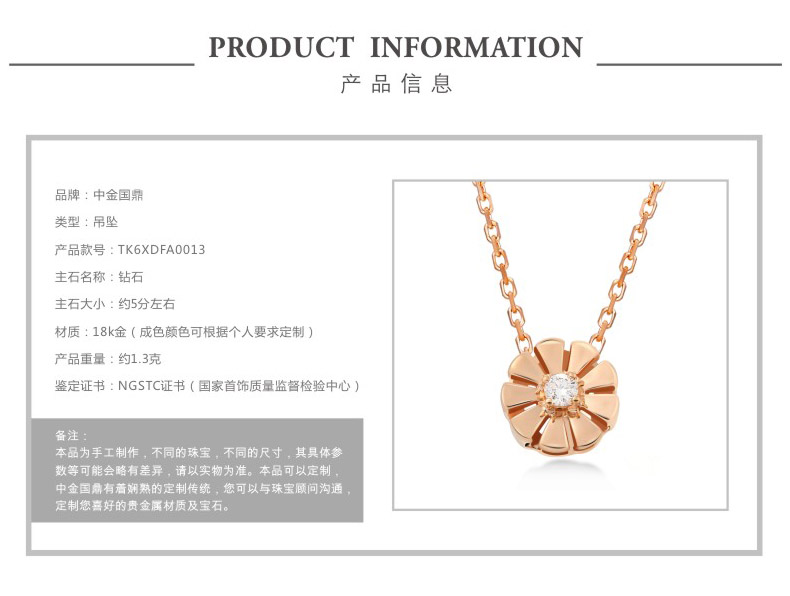 PRODUCT INFORMATION
产品信息
品牌：中金国鼎
类型：吊坠
产品款号：TK6XDFA0013
主石名称：钻石
主石大小：约5分左右
材质：18k金（成色颜色可根据个人要求定制）
产品重量：约1.3克
鉴定证书：NGSTC证书（国家首饰质量监督检验中心）
备注：
本品为手工制作，不同的珠宝，不同的尺寸，其具体参
数等可能会略有差异，请以实物为准。本品可以定制，
中金国鼎有着娴熟的定制传统，您可以与珠宝顾问沟通，
定制您喜好的贵金属材质及宝石。